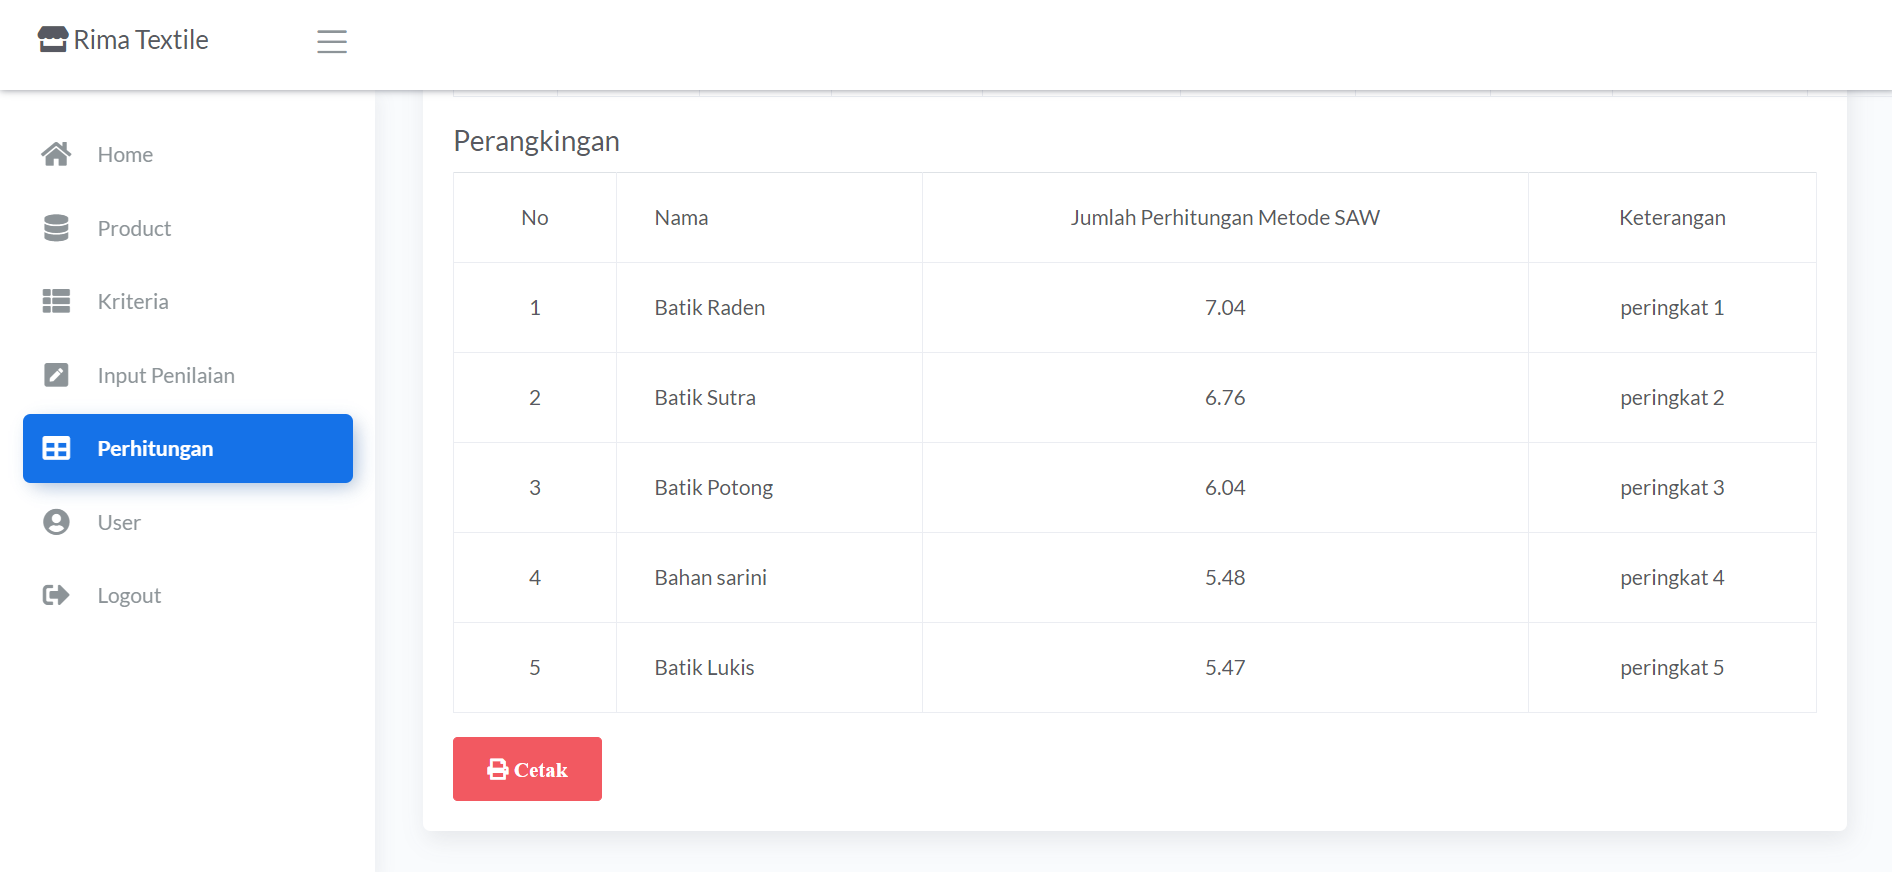 Rima Textile
Home
Product
Kriteria
Input Penilaian
Perhitungan
User
Logout
Perangkingan
No Nama Jumlah Perhitungan Metode SAW Keterangan
1 Batik Raden 7.04 peringkat 1
2 Batik Sutra 6.76 peringkat 2
3 Batik Potong 6.04 peringkat 3
4 Bahan sarini 5.48 peringkat 4
5 Batik Lukis 5.47 peringkat 5
Cetak